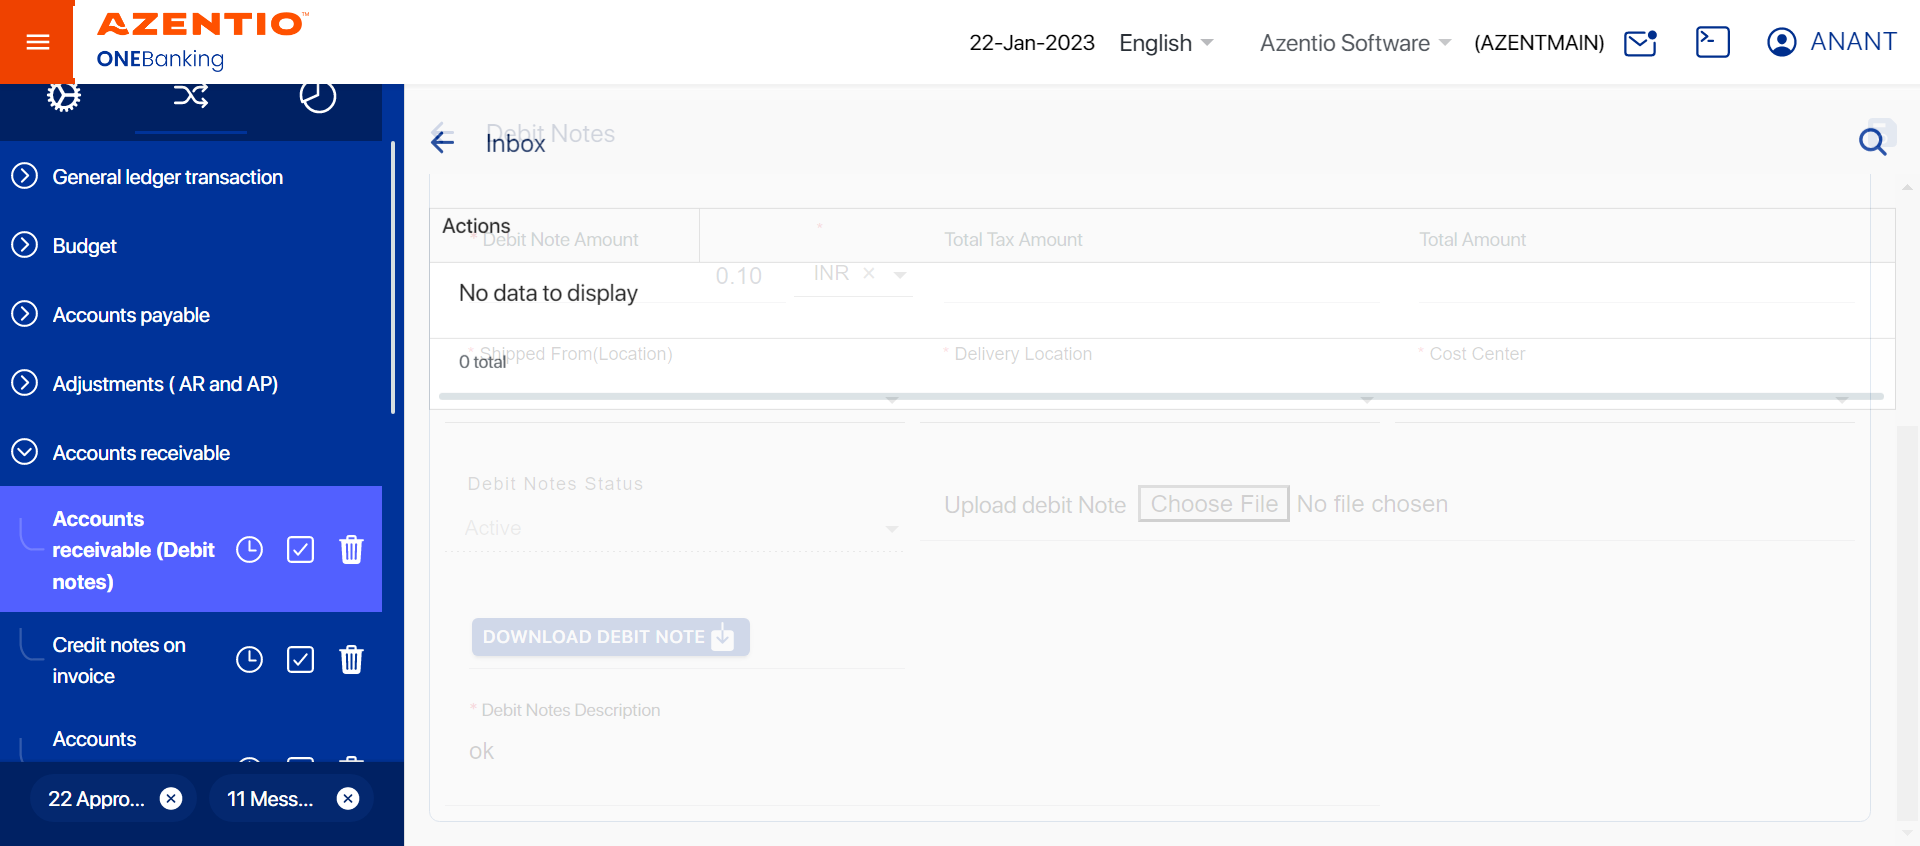 AZENTIO™
ONEBanking
22-Jan-2023
English
Azentio Software
(AZENTMAIN)
ANANT
General ledger transaction
Budget
Accounts payable
Adjustments ( AR and AP)
Accounts receivable
Accounts
receivable (Debit
notes)
Credit notes on
invoice
Accounts
22 Appro...
11 Mess...
Debit Notes
Inbox
Actions
* Debit Note Amount
*
Total Tax Amount
Total Amount
0.10
INR ×
No data to display
* Shipped From(Location)
* Delivery Location
* Cost Center
0 total
Debit Notes Status
Active
Upload debit Note
Choose File
No file chosen
DOWNLOAD DEBIT NOTE
* Debit Notes Description
ok